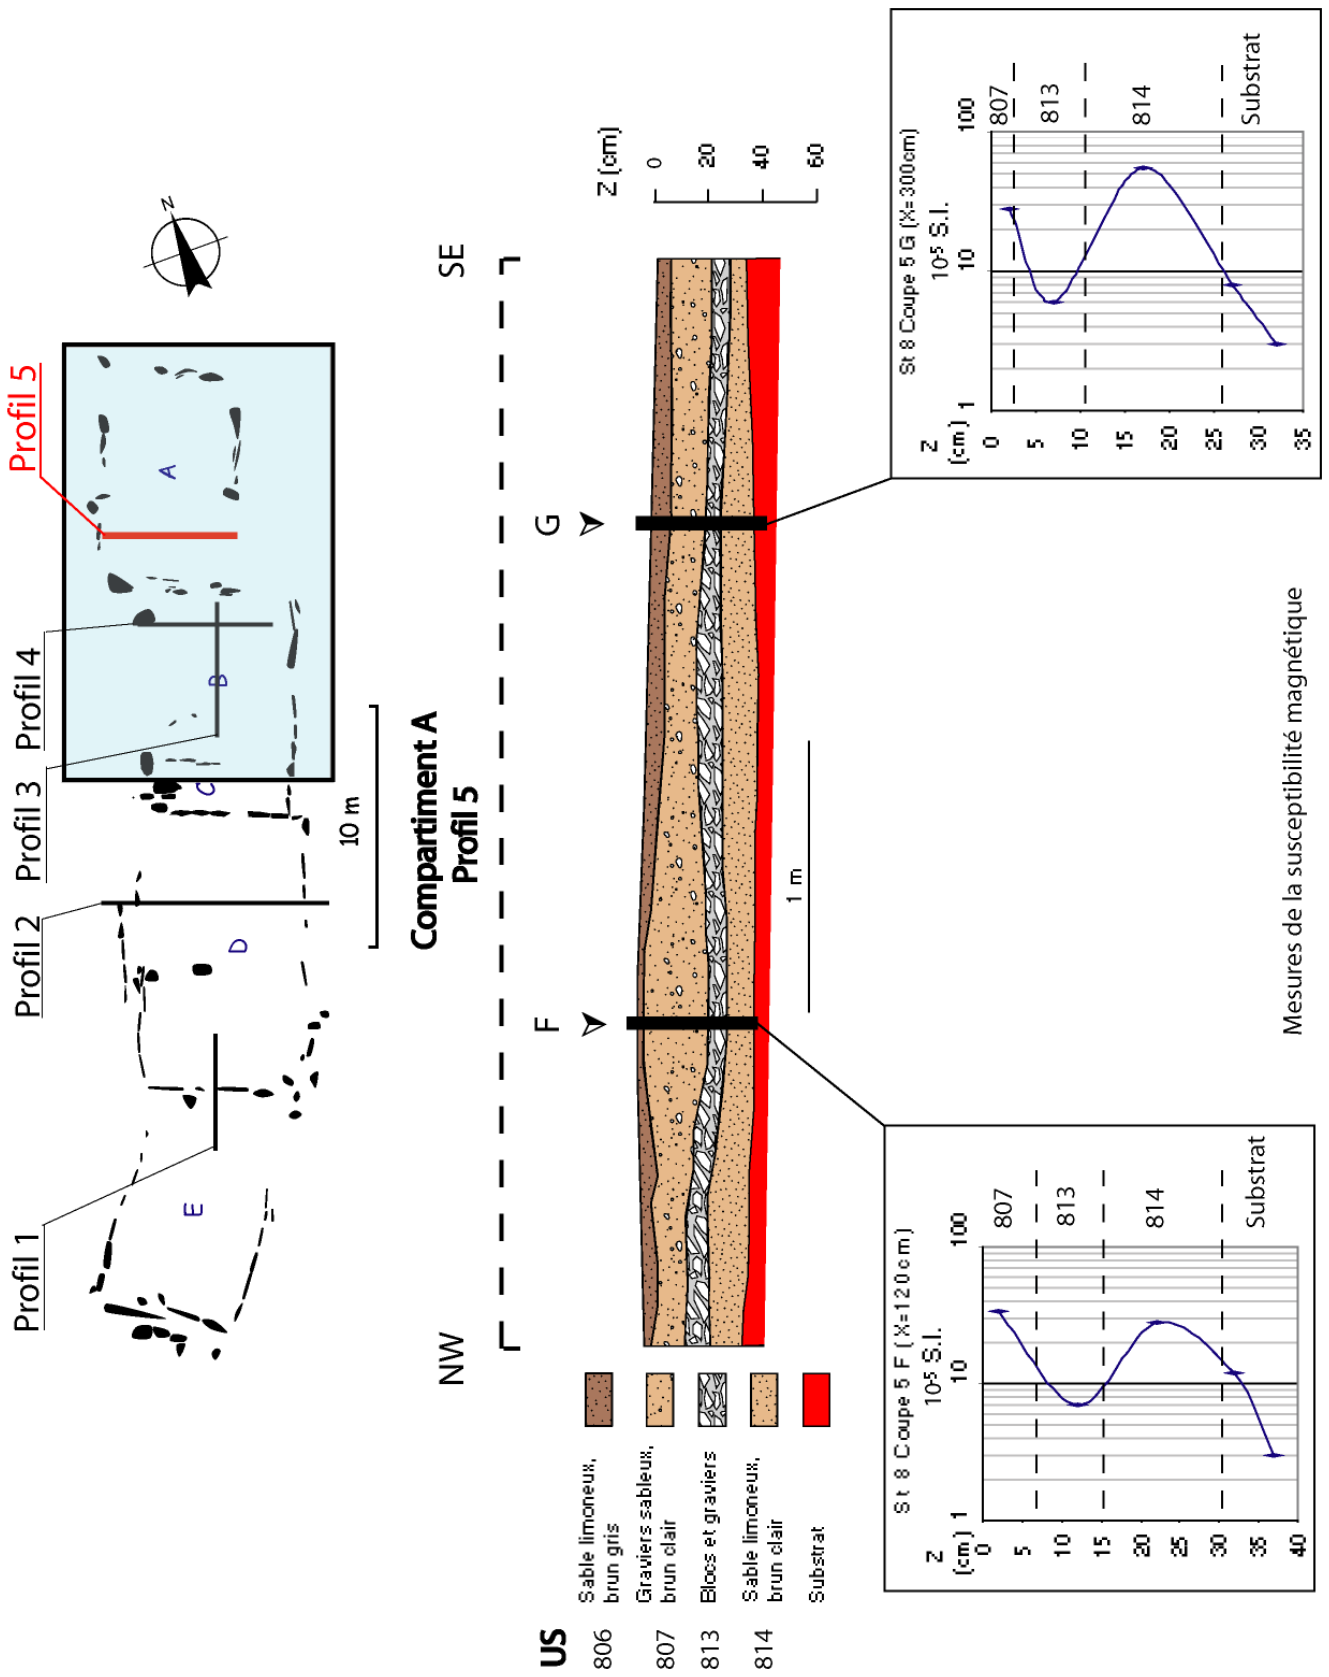 Profil 1
Profil 2
Profil 3
Profil 4
Profil 5
E
D
C
B
A
N
10 m
Compartiment A
Profil 5
NW
SE
F
G
Z (cm)
0
20
40
60
1 m
US
806
Sable limoneux,
brun gris
807
Graviers sableux,
brun clair
813
Blocs et graviers
814
Sable limoneux,
brun clair
Substrat
St 8 Coupe 5 F (X=120cm)
10-5 S.I.
Z
(cm)
1
10
100
0
5
10
15
20
25
30
35
40
807
813
814
Substrat
St 8 Coupe 5 G (X=300cm)
10-5 S.I.
Z
(cm)
1
10
100
0
5
10
15
20
25
30
35
807
813
814
Substrat
Mesures de la susceptibilité magnétique